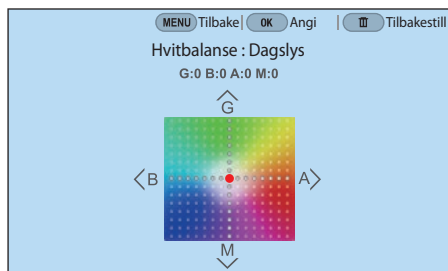 MENU Tilbake| OK Angi | Tilbakestill
Hvitbalanse : Dagslys
G:0 B:0 A:0 M:0
G
B A
M